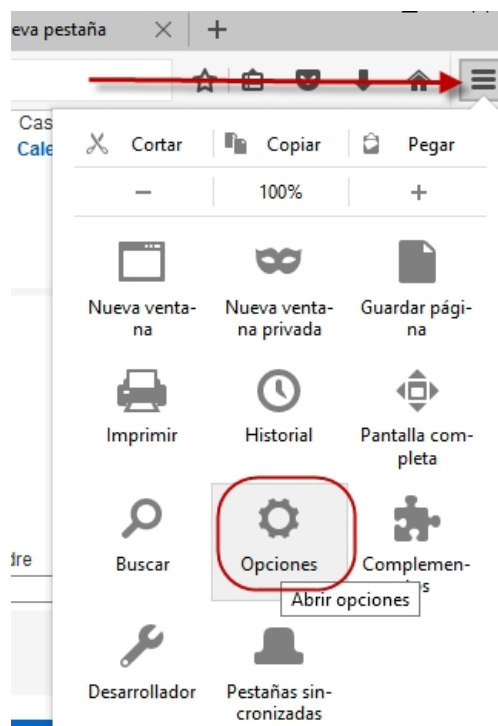 eva pestaña
Cas
Cale
Cortar
Copiar
Pegar
100%
Nueva venta-
na
Nueva venta-
na privada
Guardar pági-
na
Imprimir
Historial
Pantalla com-
pleta
Buscar
Opciones
Complemen-
Abrir opciones
dre
Desarrollador
Pestañas sin-
cronizadas